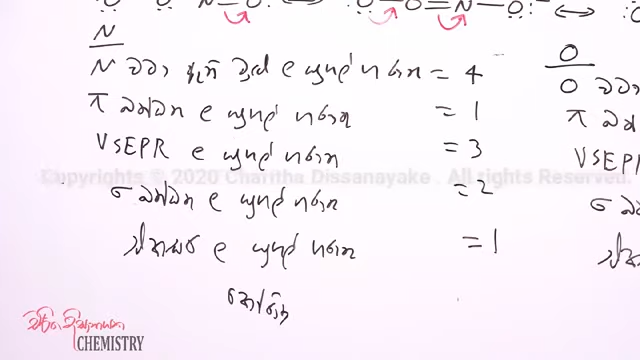 N
N වටා ඇති මුළු e යුගල් ගණන = 4
π බන්ධන e යුගල් ගණන = 1
VSEPR e යුගල් ගණන = 3
σ බන්ධන e යුගල් ගණන = 2
ඒකසර e යුගල් ගණන = 1
කෝණික
O
O වටා
π බන්
VSEPR
σ
Copyrights © 2020 Charitha Dissanayake . All rights Reserved.
CHEMISTRY